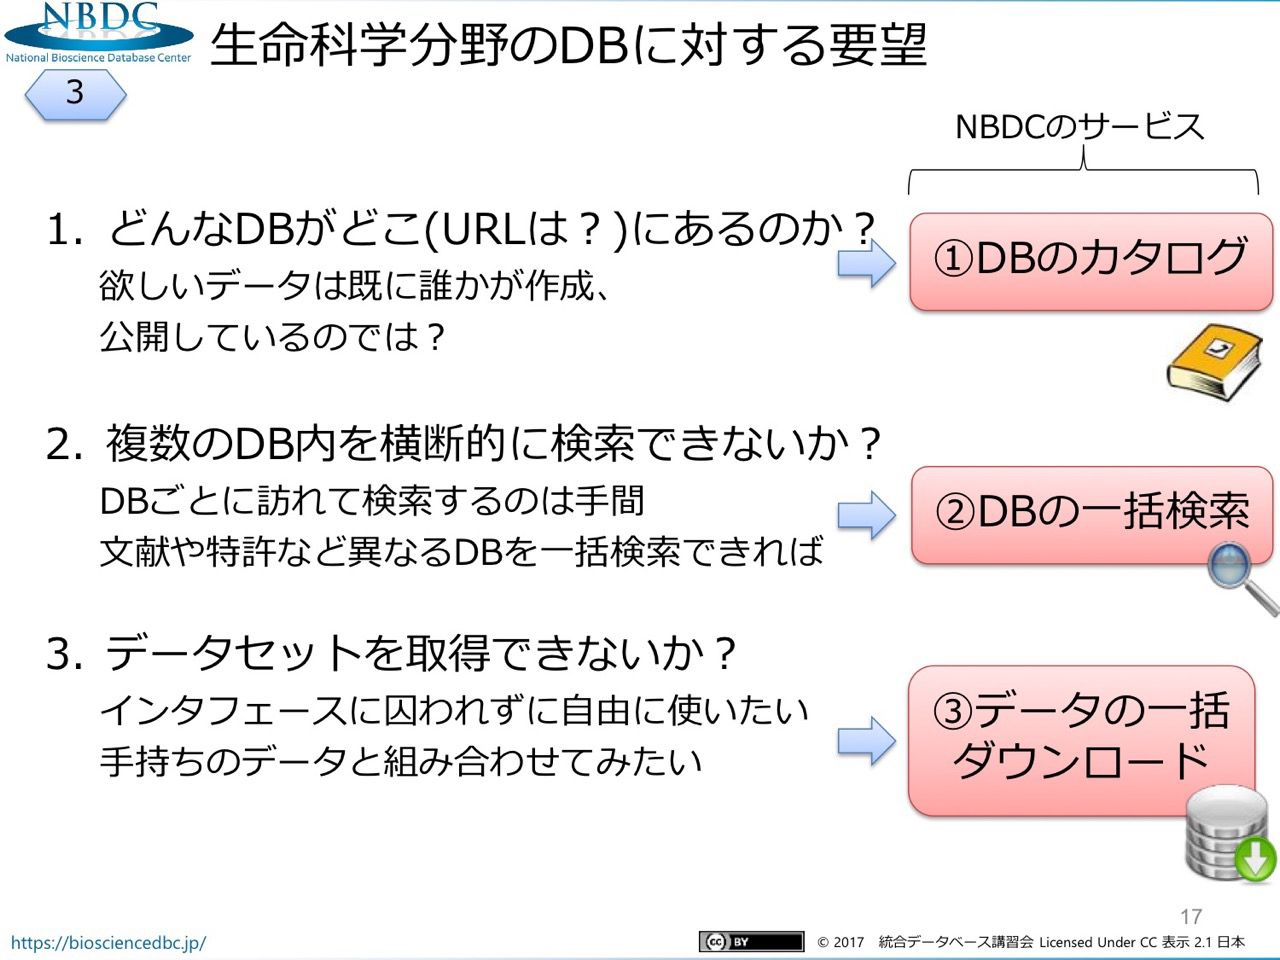 NBDC
National Bioscience Database Center
生命科学分野のDBに対する要望
3
NBDCのサービス
1. どんなDBがどこ(URLは？)にあるのか？
欲しいデータは既に誰かが作成、
公開しているのでは？
①DBのカタログ
2. 複数のDB内を横断的に検索できないか？
DBごとに訪れて検索するのは手間
文献や特許など異なるDBを一括検索できれば
②DBの一括検索
3. データセットを取得できないか？
インタフェースに囚われずに自由に使いたい
手持ちのデータと組み合わせてみたい
③データの一括
ダウンロード
17
https://biosciencedbc.jp/
cc BY
© 2017 統合データベース講習会 Licensed Under CC 表示 2.1 日本